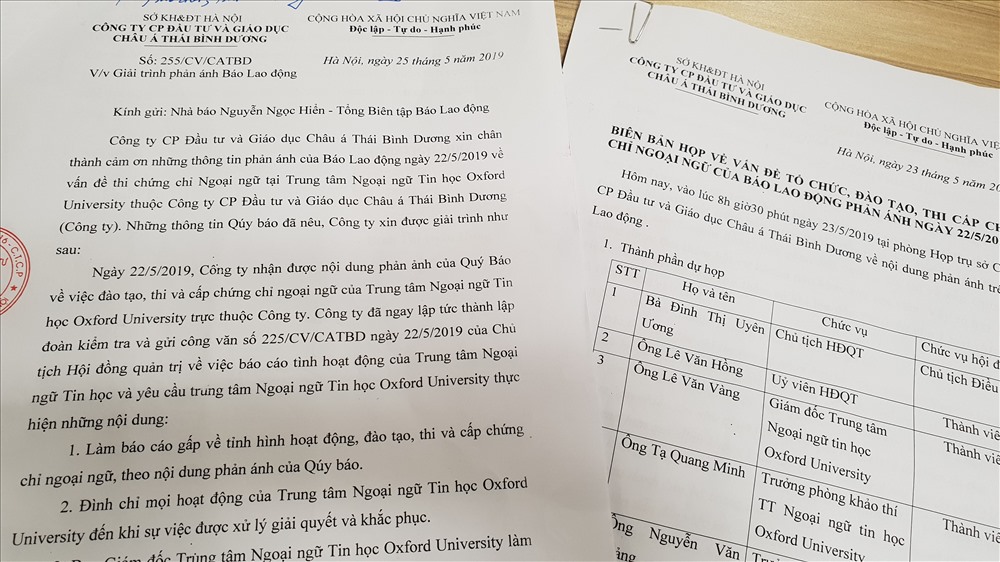 SỞ KH&ĐT HÀ NỘI
CÔNG TY CP ĐẦU TƯ VÀ GIÁO DỤC
CHÂU Á THÁI BÌNH DƯƠNG
CỘNG HÒA XÃ HỘI CHỦ NGHĨA VIỆT NAM
Độc lập - Tự do - Hạnh phúc
Số: 255/CV/CATBD
V/v Giải trình phản ánh Báo Lao động
Hà Nội, ngày 25 tháng 5 năm 2019
Kính gửi: Nhà báo Nguyễn Ngọc Hiển - Tổng Biên tập Báo Lao động
Công ty CP Đầu tư và Giáo dục Châu Á Thái Bình Dương xin chân
thành cảm ơn những thông tin phản ánh của Báo Lao động ngày 22/5/2019 về
vấn đề thi chứng chỉ Ngoại ngữ tại Trung tâm Ngoại ngữ Tin học Oxford
University thuộc Công ty CP Đầu tư và Giáo dục Châu Á Thái Bình Dương
(Công ty). Những thông tin Qúy báo đã nêu, Công ty xin được giải trình như
sau:
Ngày 22/5/2019, Công ty nhận được nội dung phản ảnh của Quý Báo
về việc đào tạo, thi và cấp chứng chỉ ngoại ngữ của Trung tâm Ngoại ngữ Tin
học Oxford University trực thuộc Công ty. Công ty đã ngay lập tức thành lập
đoàn kiểm tra và gửi công văn số 225/CV/CATBD ngày 22/5/2019 của Chủ
tịch Hội đồng quản trị về việc báo cáo tình hoạt động của Trung tâm Ngoại
ngữ Tin học và yêu cầu trung tâm Ngoại ngữ Tin học Oxford University thực
hiện những nội dung:
1. Làm báo cáo gấp về tình hình hoạt động, đào tạo, thi và cấp chứng
chỉ ngoại ngữ, theo nội dung phản ánh của Qúy báo.
2. Đình chỉ mọi hoạt động của Trung tâm Ngoại ngữ Tin học Oxford
University đến khi sự việc được xử lý giải quyết và khắc phục.
Giám đốc Trung tâm Ngoại ngữ Tin học Oxford University làm
C.T.C.P
SỞ KH&ĐT HÀ NỘI
CÔNG TY CP ĐẦU TƯ VÀ GIÁO DỤC
CHÂU Á THÁI BÌNH DƯƠNG
CỘNG HÒA XÃ HỘI CHỦ NGHĨA VIỆ
Độc lập - Tự do - Hạnh phúc
Hà Nội, ngày 23 tháng 5 năm 20
BIÊN BẢN HỌP VỀ VẤN ĐỀ TỔ CHỨC, ĐÀO TẠO, THI CẤP CH
CHỈ NGOẠI NGỮ CỦA BÁO LAO ĐỘNG PHẢN ÁNH NGÀY 22/5/20
Hôm nay, vào lúc 8h giờ30 phút ngày 23/5/2019 tại phòng Họp trụ sở C
CP Đầu tư và Giáo dục Châu á Thái Bình Dương về nội dung phản ánh trê
Lao động .
1. Thành phần dự họp
STT Họ và tên Chức vụ Chức vụ hội đ
1 Bà Đinh Thị Uyên Ương Chủ tịch HĐQT Chủ tịch Điều
2 Ông Lê Văn Hồng Uỷ viên HĐQT Thành viê
3 Ông Lê Văn Vàng Giám đốc Trung tâm Ngoại ngữ tin học Oxford University Thành viê
Ông Tạ Quang Minh Trưởng phòng khảo thí TT Ngoại ngữ tin học Oxford University Thành viê
Ông Nguyễn Văn